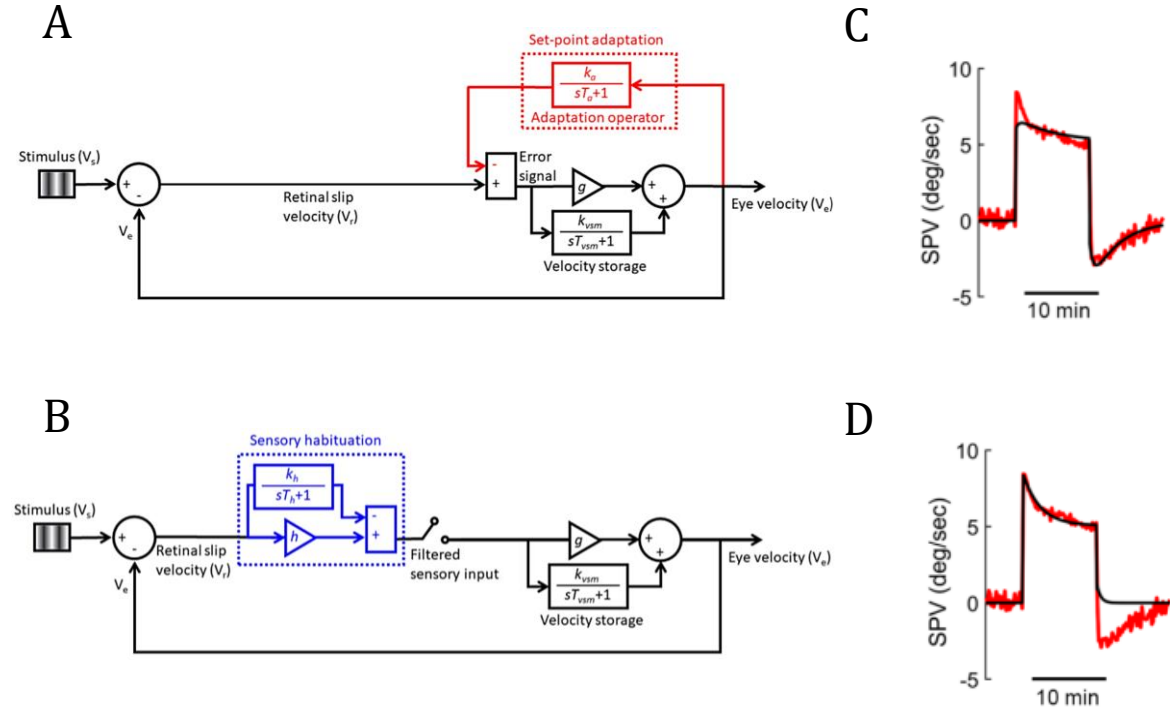 A
Set-point adaptation
k_a
sT_a+1
Adaptation operator
Stimulus (V_s)
+
-
V_e
Retinal slip
velocity (V_r)
-
+
Error
signal
g
k_vsm
sT_vsm+1
Velocity storage
+
+
Eye velocity (V_e)
C
10
5
0
-5
SPV (deg/sec)
10 min
B
Sensory habituation
k_h
sT_h+1
h
-
+
Stimulus (V_s)
+
-
V_e
Retinal slip
velocity (V_r)
Filtered
sensory input
g
k_vsm
sT_vsm+1
Velocity storage
+
+
Eye velocity (V_e)
D
10
5
0
-5
SPV (deg/sec)
10 min